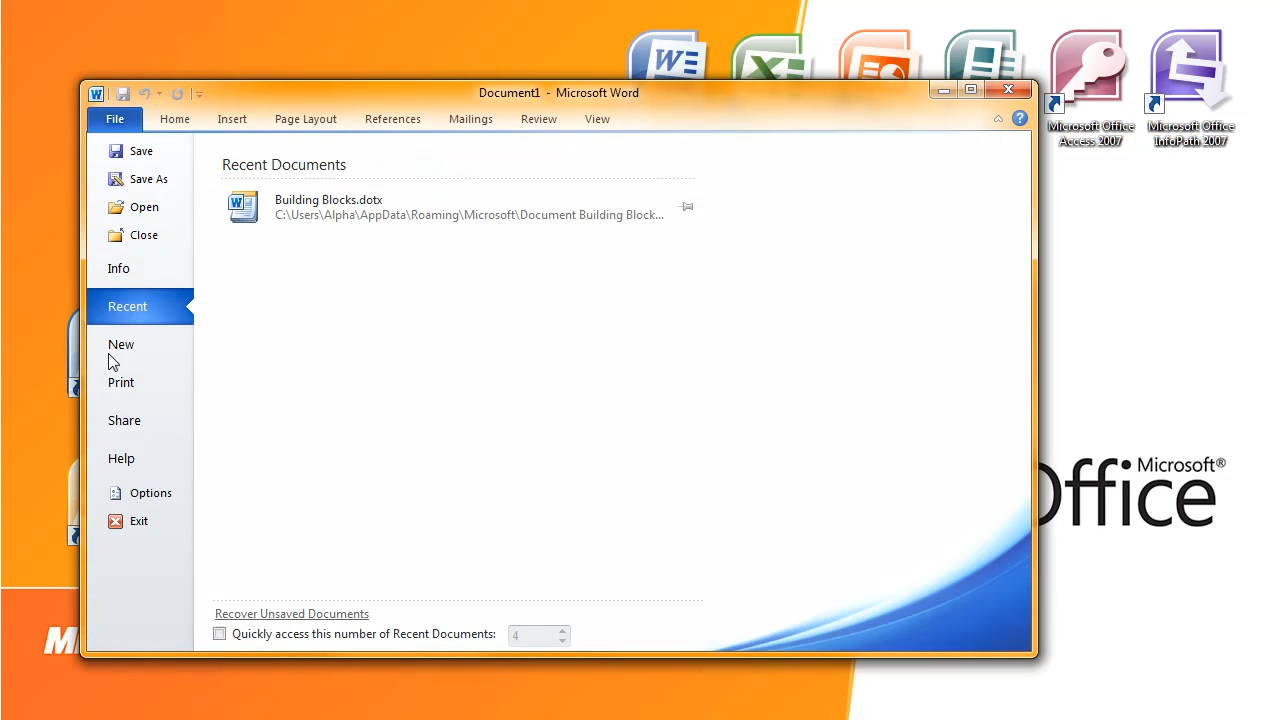 Document1 - Microsoft Word
File Home Insert Page Layout References Mailings Review View
Save
Save As
Open
Close
Info
Recent
New
Print
Share
Help
Options
Exit
Recent Documents
Building Blocks.dotx
C:\Users\Alpha\AppData\Roaming\Microsoft\Document Building Block...
Recover Unsaved Documents
Quickly access this number of Recent Documents: 4
Microsoft Office
Access 2007
Microsoft Office
InfoPath 2007
Microsoft®
Office